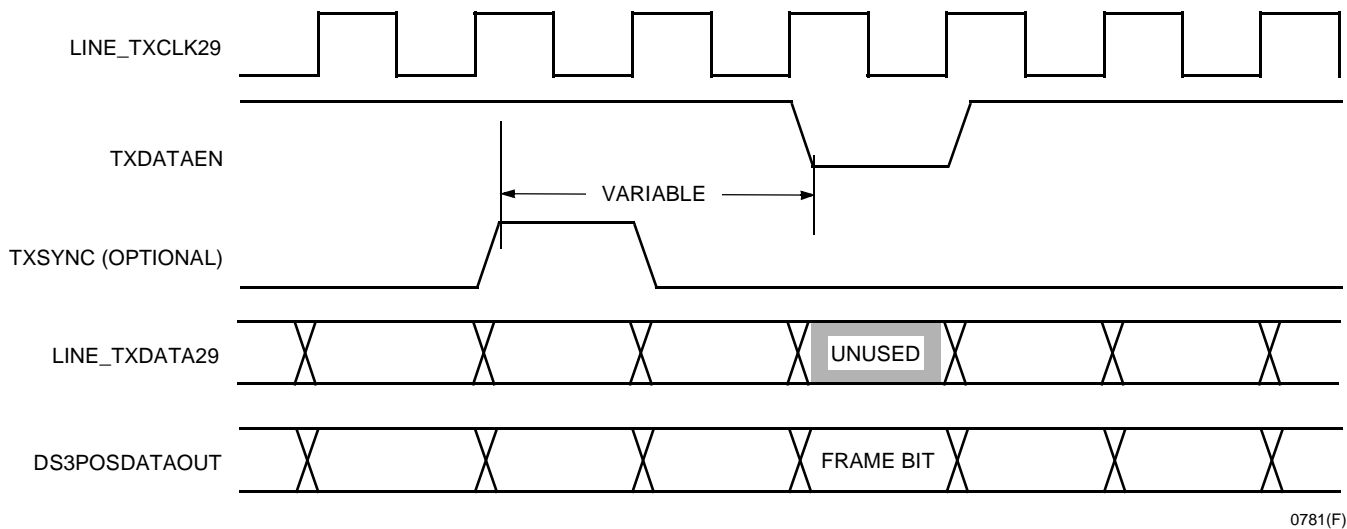 LINE_TXCLK29
TXDATAEN
VARIABLE
TXSYNC (OPTIONAL)
LINE_TXDATA29
UNUSED
DS3POSDATAOUT
FRAME BIT
0781(F)